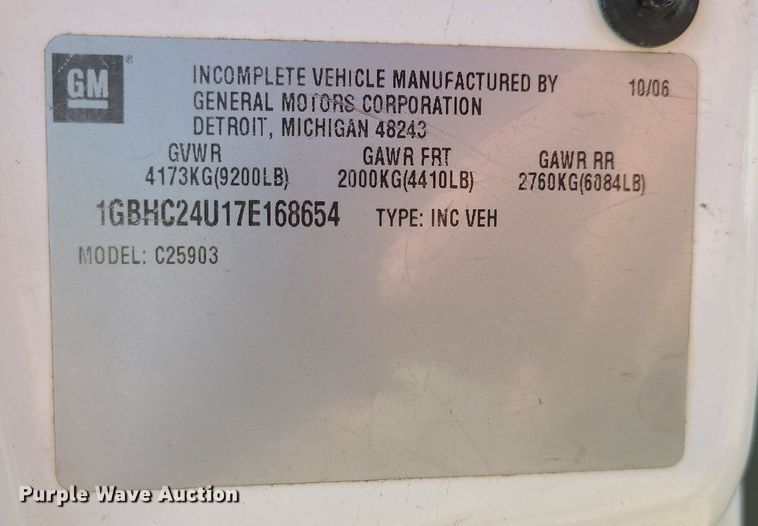 GM
INCOMPLETE VEHICLE MANUFACTURED BY
GENERAL MOTORS CORPORATION
DETROIT, MICHIGAN 48243
10/06
GVWR GAWR FRT GAWR RR
4173KG(9200LB) 2000KG(4410LB) 2760KG(6084LB)
1GBHC24U17E168654 TYPE: INC VEH
MODEL: C25903
Purple Wave Auction